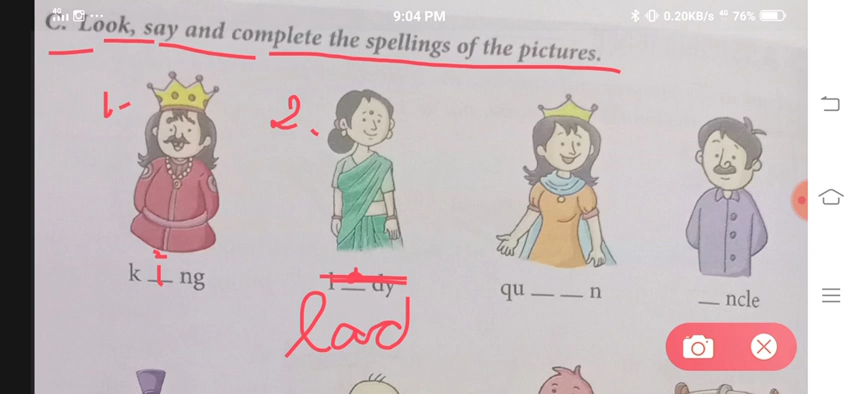 9:04 PM 0.20KB/s 4G 76%
C. Look, say and complete the spellings of the pictures.
1- 2.
k i ng l _ dy qu _ _ n _ ncle
lad